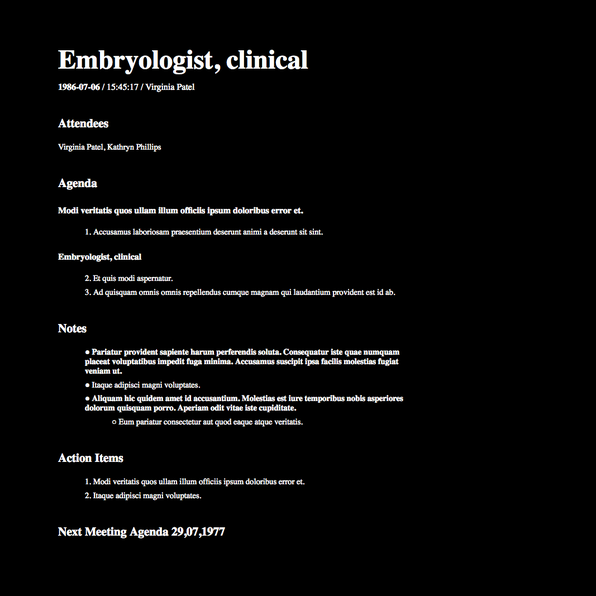 Embryologist, clinical
1986-07-06 / 15:45:17 / Virginia Patel
Attendees
Virginia Patel, Kathryn Phillips
Agenda
Modi veritatis quos ullam illum officiis ipsum doloribus error et.
1. Accusamus laboriosam praesentium deserunt animi a deserunt sit sint.
Embryologist, clinical
2. Et quis modi aspernatur.
3. Ad quisquam omnis omnis repellendus cumque magnam qui laudantium provident est id ab.
Notes
● Pariatur provident sapiente harum perferendis soluta. Consequatur iste quae numquam
placeat voluptatibus impedit fuga minima. Accusamus suscipit ipsa facilis molestias fugiat
veniam ut.
● Itaque adipisci magni voluptates.
● Aliquam hic quidem amet id accusantium. Molestias est iure temporibus nobis asperiores
dolorum quisquam porro. Aperiam odit vitae iste cupiditate.
○ Eum pariatur consectetur aut quod eaque atque veritatis.
Action Items
1. Modi veritatis quos ullam illum officiis ipsum doloribus error et.
2. Itaque adipisci magni voluptates.
Next Meeting Agenda 29,07,1977